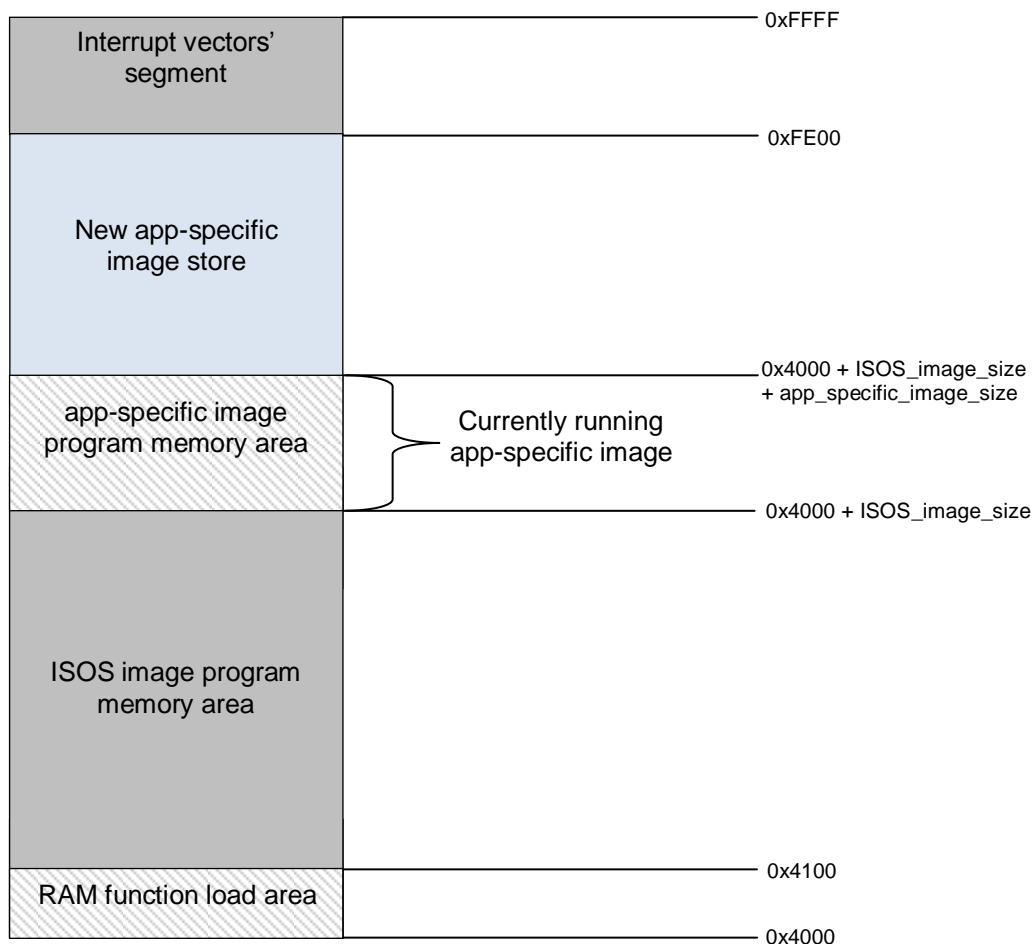 0xFFFF
Interrupt vectors’
segment
0xFE00
New app-specific
image store
0x4000 + ISOS_image_size
+ app_specific_image_size
app-specific image
program memory area
Currently running
app-specific image
0x4000 + ISOS_image_size
ISOS image program
memory area
0x4100
RAM function load area
0x4000